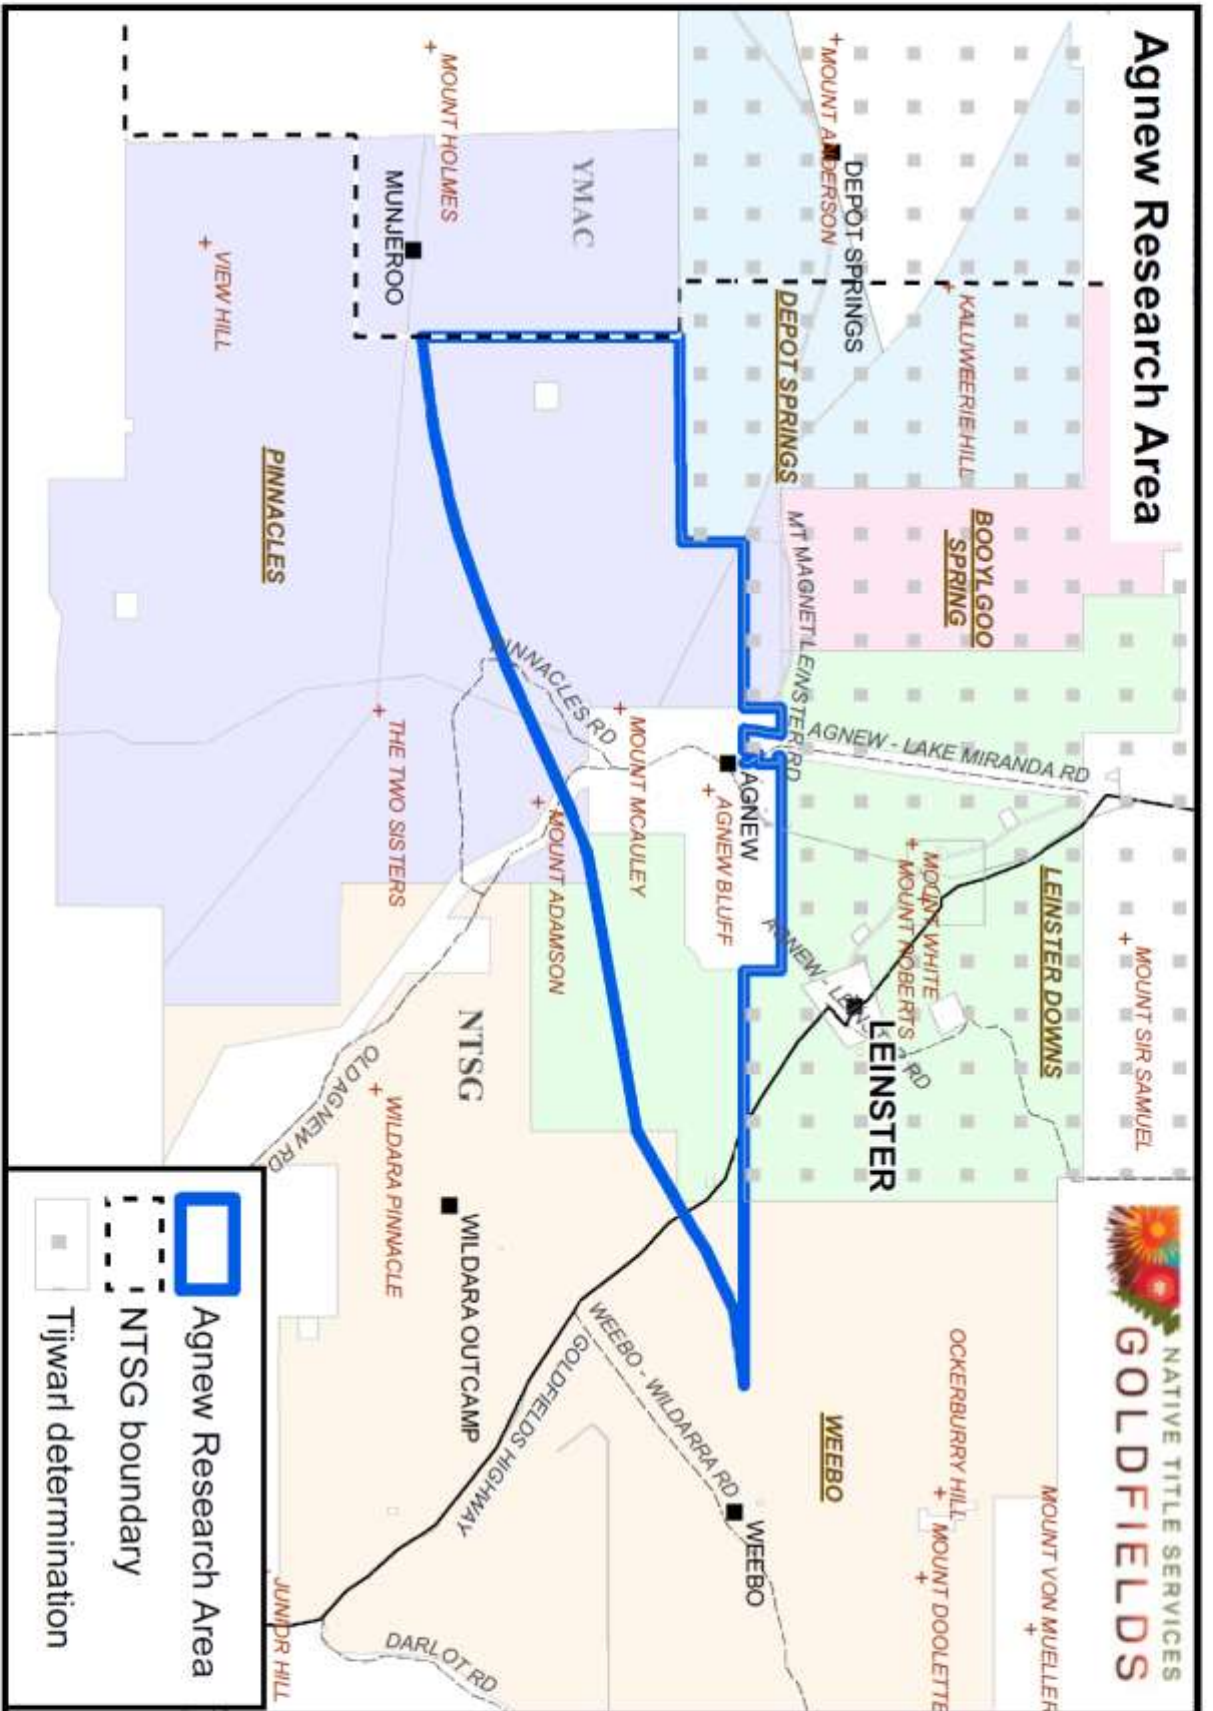 Agnew Research Area
NATIVE TITLE SERVICES
GOLDFIELDS
MOUNT SIR SAMUEL
MOUNT VON MUELLER
BOOYLGOO
SPRING
LEINSTER DOWNS
KALUWEERIE HILL
OCKERBURRY HILL
MOUNT DOOLETTE
MOUNT WHITE
MOUNT ROBERTS
AGNEW - LAKE MIRANDA RD
DEPOT SPRINGS
MOUNT ANDERSON
LEINSTER
AGNEW - LEINSTER RD
DEPOT SPRINGS
MT MAGNET LEINSTER RD
WEEBO
AGNEW
AGNEW BLUFF
WEEBO
WEEBO - WILDARRA RD
MOUNT MCAULEY
YMAC
PINNACLES RD
MOUNT ADAMSON
GOLDFIELDS HIGHWAY
MOUNT HOLMES
NTSG
WILDARA OUTCAMP
MUNJEROO
THE TWO SISTERS
WILDARA PINNACLE
OLD AGNEW RD
DARLOT RD
VIEW HILL
PINNACLES
JUNIOR HILL
Agnew Research Area
NTSG boundary
Tjiwarl determination